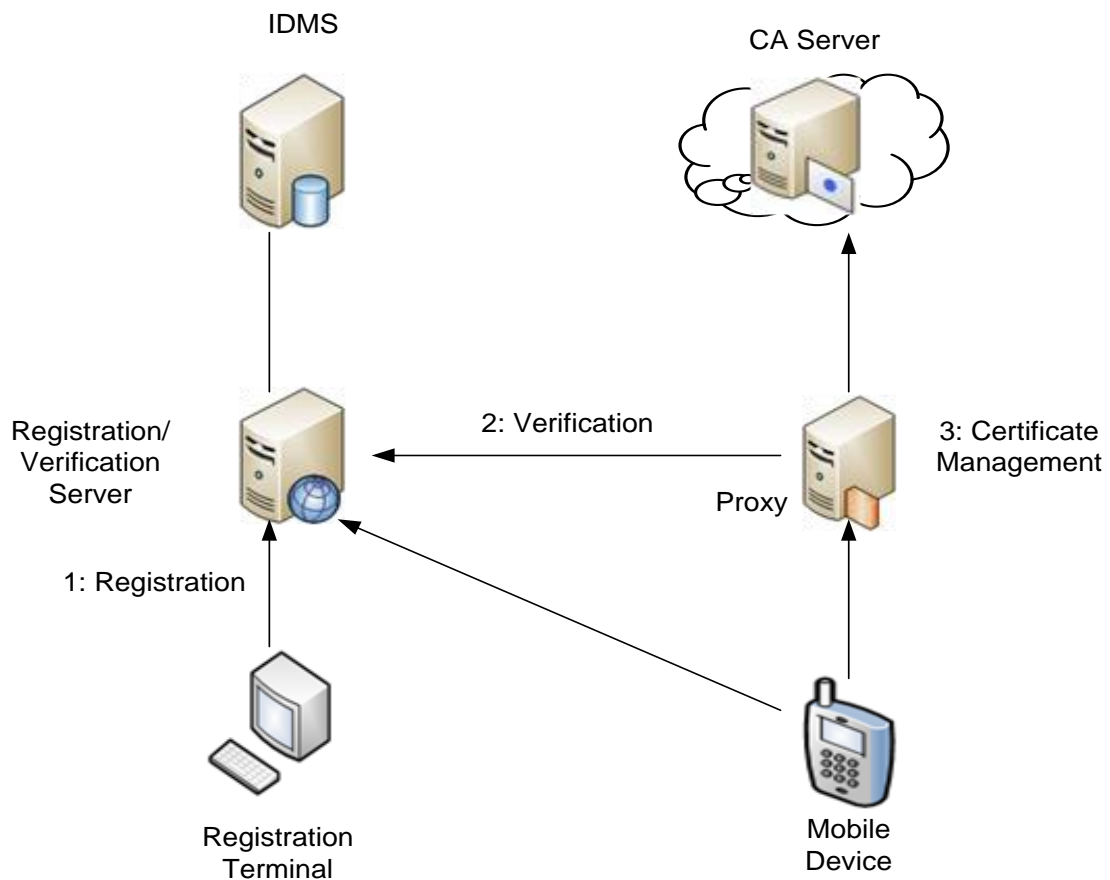 IDMS
CA Server
Registration/
Verification
Server
2: Verification
3: Certificate
Management
Proxy
1: Registration
Registration
Terminal
Mobile
Device